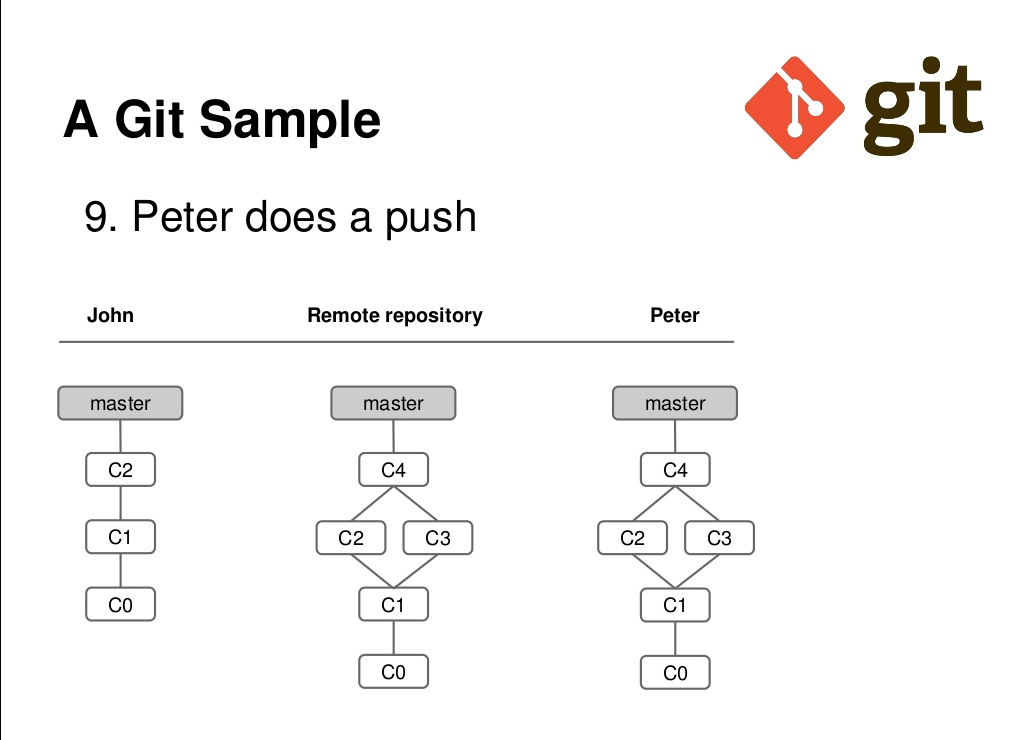 git
A Git Sample
9. Peter does a push
John Remote repository Peter
master master master
C2 C4 C4
C1 C2 C3 C2 C3
C0 C1 C1
C0 C0